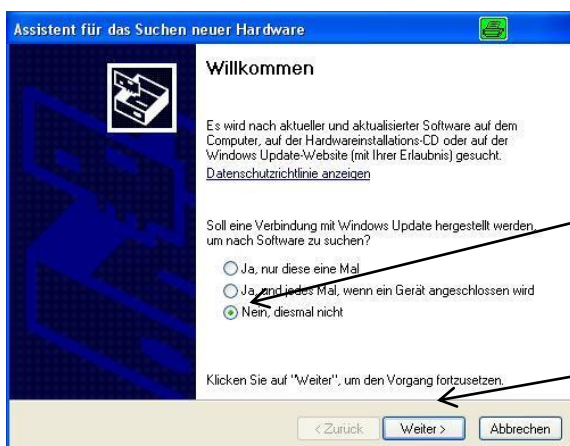 Assistent für das Suchen neuer Hardware
Willkommen
Es wird nach aktueller und aktualisierter Software auf dem
Computer, auf der Hardwareinstallations-CD oder auf der
Windows Update-Website (mit Ihrer Erlaubnis) gesucht.
Datenschutzrichtlinie anzeigen
Soll eine Verbindung mit Windows Update hergestellt werden,
um nach Software zu suchen?
Ja, nur diese eine Mal
Ja, und jedes Mal, wenn ein Gerät angeschlossen wird
Nein, diesmal nicht
Klicken Sie auf "Weiter", um den Vorgang fortzusetzen.
< Zurück Weiter > Abbrechen